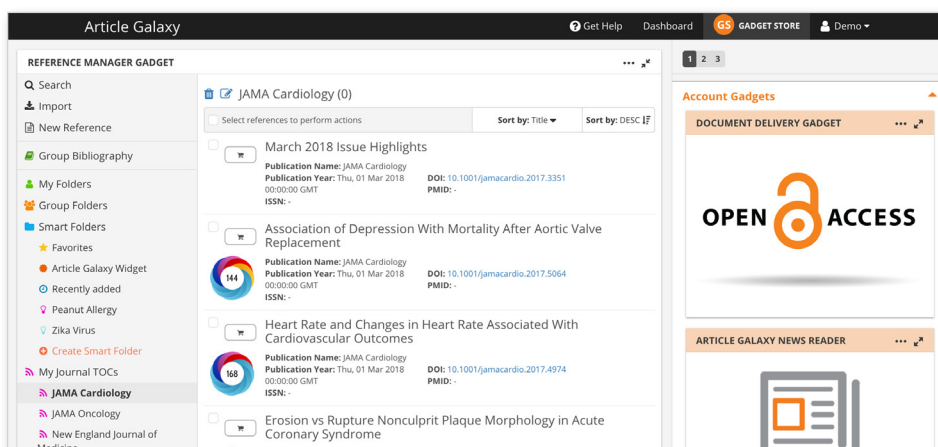 Article Galaxy
Get Help
Dashboard
GS GADGET STORE
Demo
REFERENCE MANAGER GADGET
Search
Import
New Reference
Group Bibliography
My Folders
Group Folders
Smart Folders
Favorites
Article Galaxy Widget
Recently added
Peanut Allergy
Zika Virus
Create Smart Folder
My Journal TOCs
JAMA Cardiology
JAMA Oncology
New England Journal of
Medicine
JAMA Cardiology (0)
Select references to perform actions
Sort by: Title
Sort by: DESC
March 2018 Issue Highlights
Publication Name: JAMA Cardiology
Publication Year: Thu, 01 Mar 2018
00:00:00 GMT
ISSN: -
DOI: 10.1001/jamacardio.2017.3351
PMID: -
Association of Depression With Mortality After Aortic Valve
Replacement
144
Publication Name: JAMA Cardiology
Publication Year: Thu, 01 Mar 2018
00:00:00 GMT
ISSN: -
DOI: 10.1001/jamacardio.2017.5064
PMID: -
Heart Rate and Changes in Heart Rate Associated With
Cardiovascular Outcomes
168
Publication Name: JAMA Cardiology
Publication Year: Thu, 01 Mar 2018
00:00:00 GMT
ISSN: -
DOI: 10.1001/jamacardio.2017.4974
PMID: -
Erosion vs Rupture Nonculprit Plaque Morphology in Acute
Coronary Syndrome
1 2 3
Account Gadgets
DOCUMENT DELIVERY GADGET
OPEN ACCESS
ARTICLE GALAXY NEWS READER